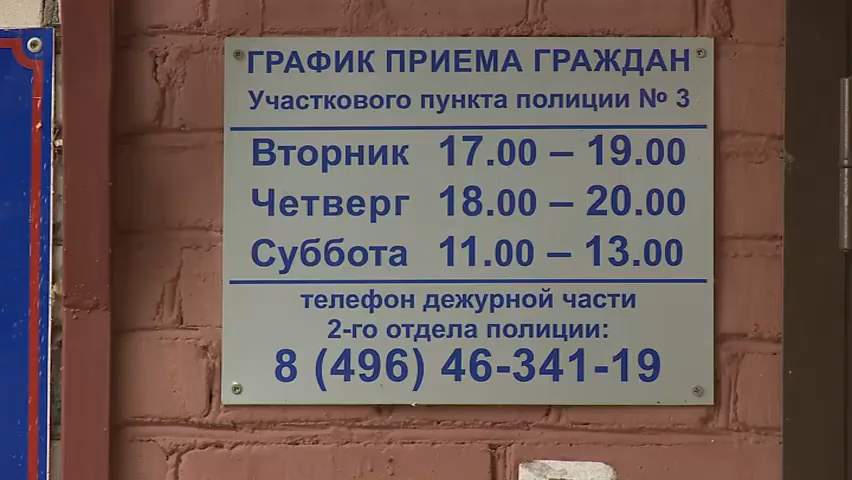 ГРАФИК ПРИЕМА ГРАЖДАН
Участкового пункта полиции № 3
Вторник 17.00 – 19.00
Четверг 18.00 – 20.00
Суббота 11.00 – 13.00
телефон дежурной части
2-го отдела полиции:
8 (496) 46-341-19